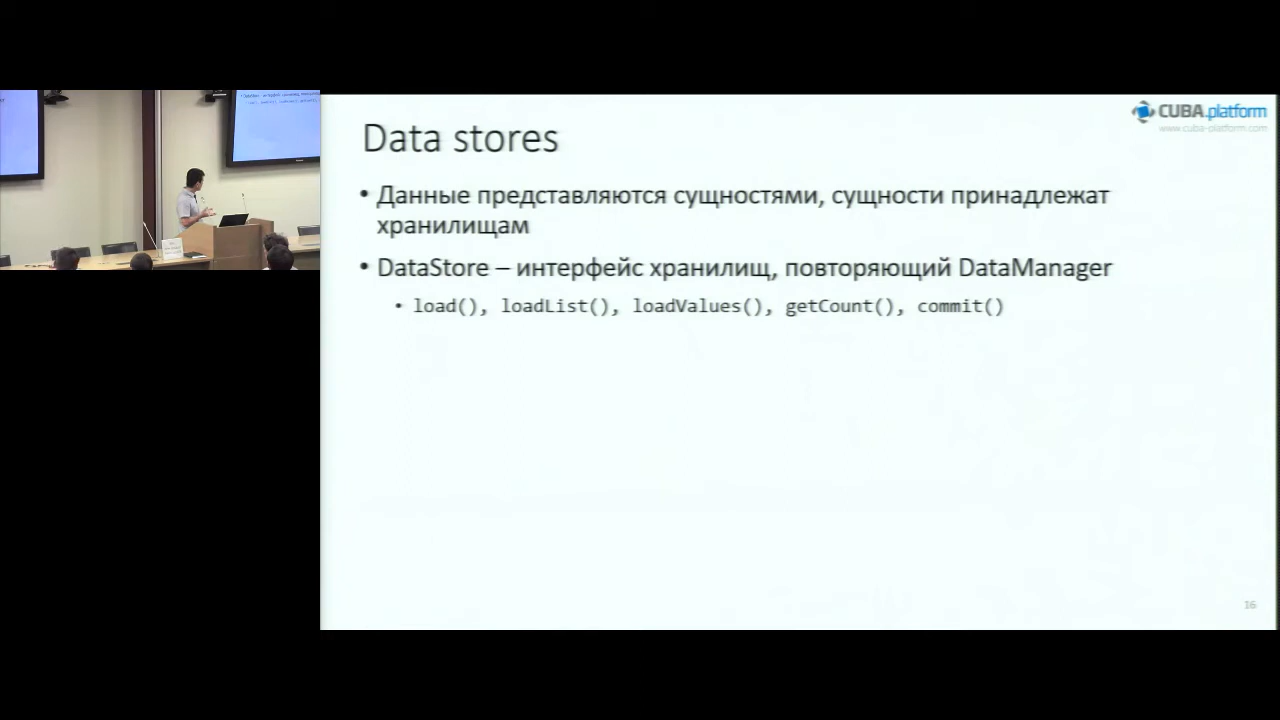 CUBA.platform
www.cuba-platform.com
Data stores
• Данные представляются сущностями, сущности принадлежат
хранилищам
• DataStore – интерфейс хранилищ, повторяющий DataManager
• load(), loadList(), loadValues(), getCount(), commit()
16